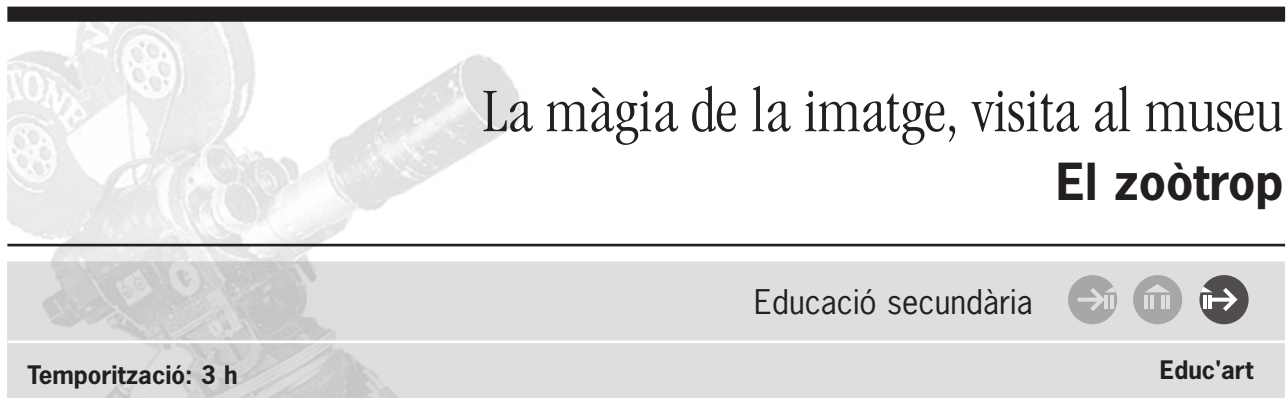 La màgia de la imatge, visita al museu
El zoòtrop
Educació secundària
Temporització: 3 h
Educ'art